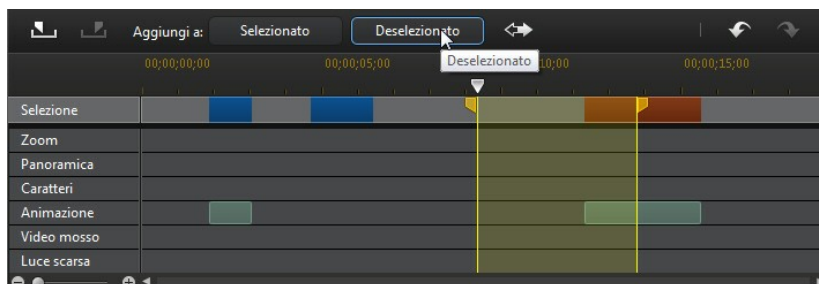 Aggiungi a: Selezionato Deselezionato
Deselezionato
00;00;00;00 00;00;05;00 10;00 00;00;15;00
Selezione
Zoom
Panoramica
Caratteri
Animazione
Video mosso
Luce scarsa